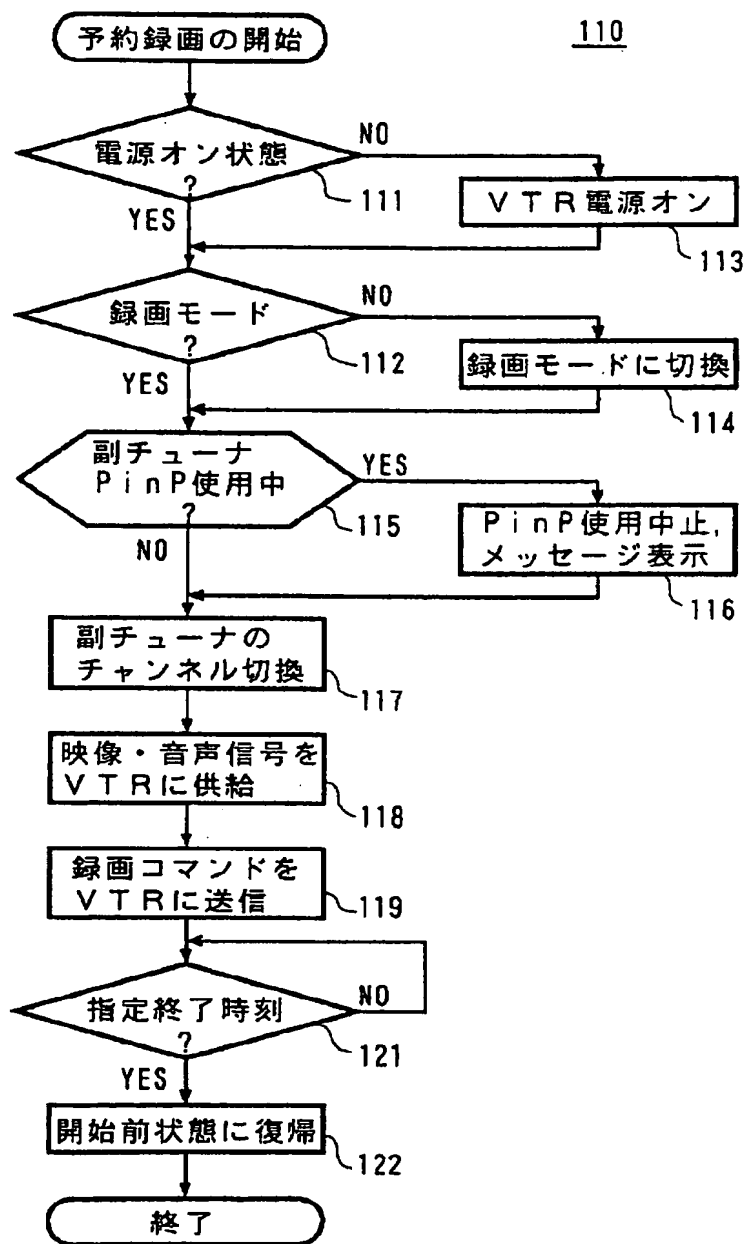 予約録画の開始
110
電源オン状態
?
111
NO
YES
VTR電源オン
113
録画モード
?
112
NO
YES
録画モードに切換
114
副チューナ
PinP使用中
?
115
YES
NO
PinP使用中止,
メッセージ表示
116
副チューナの
チャンネル切換
117
映像・音声信号を
VTRに供給
118
録画コマンドを
VTRに送信
119
指定終了時刻
?
121
NO
YES
開始前状態に復帰
122
終了